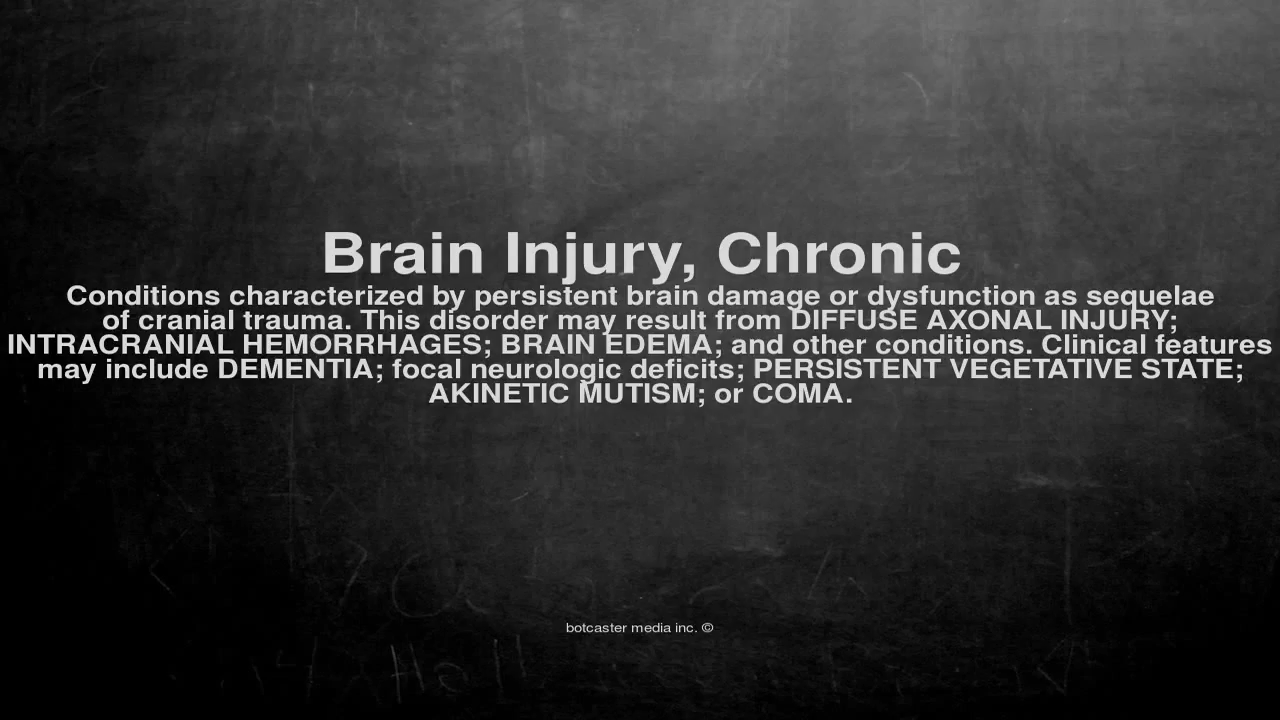 Brain Injury, Chronic
Conditions characterized by persistent brain damage or dysfunction as sequelae
of cranial trauma. This disorder may result from DIFFUSE AXONAL INJURY;
INTRACRANIAL HEMORRHAGES; BRAIN EDEMA; and other conditions. Clinical features
may include DEMENTIA; focal neurologic deficits; PERSISTENT VEGETATIVE STATE;
AKINETIC MUTISM; or COMA.
botcaster media inc. ©